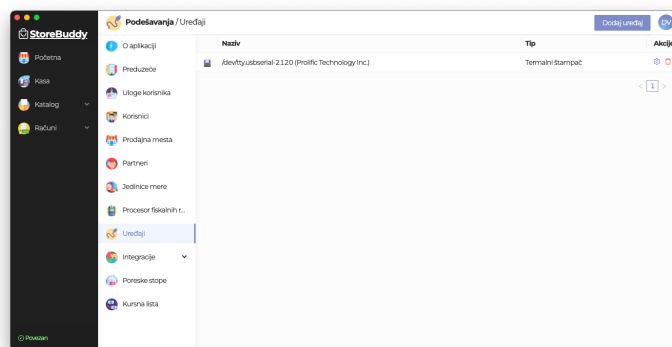 StoreBuddy
Početna
Kasa
Katalog
Računi
Povezan
Podešavanja / Uređaji
Dodaj uređaj
DV
O aplikaciji
Preduzeće
Uloge korisnika
Korisnici
Prodajna mesta
Partneri
Jedinice mere
Procesor fiskalnih r...
Uređaji
Integracije
Poreske stope
Kursna lista
Naziv Tip Akcije
/dev/tty.usbserial-2120 (Prolific Technology Inc.) Termalni štampač
< 1 >